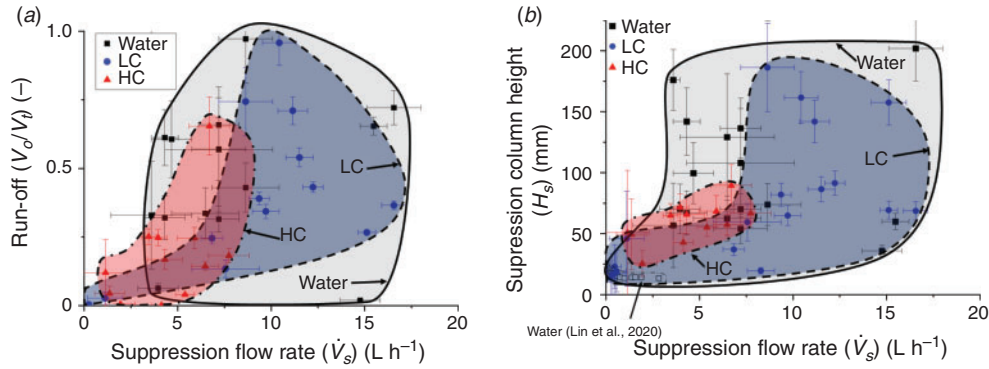 (a)
Run-off (V_o/V_f) (–)
1.0
0.5
0
Water
LC
HC
LC
HC
Water
0
5
10
15
20
Suppression flow rate (V̇_s) (L h⁻¹)
(b)
Suppression column height
(H_s) (mm)
200
150
100
50
0
Water
LC
HC
Water
LC
HC
Water (Lin et al., 2020)
0
5
10
15
20
Suppression flow rate (V̇_s) (L h⁻¹)